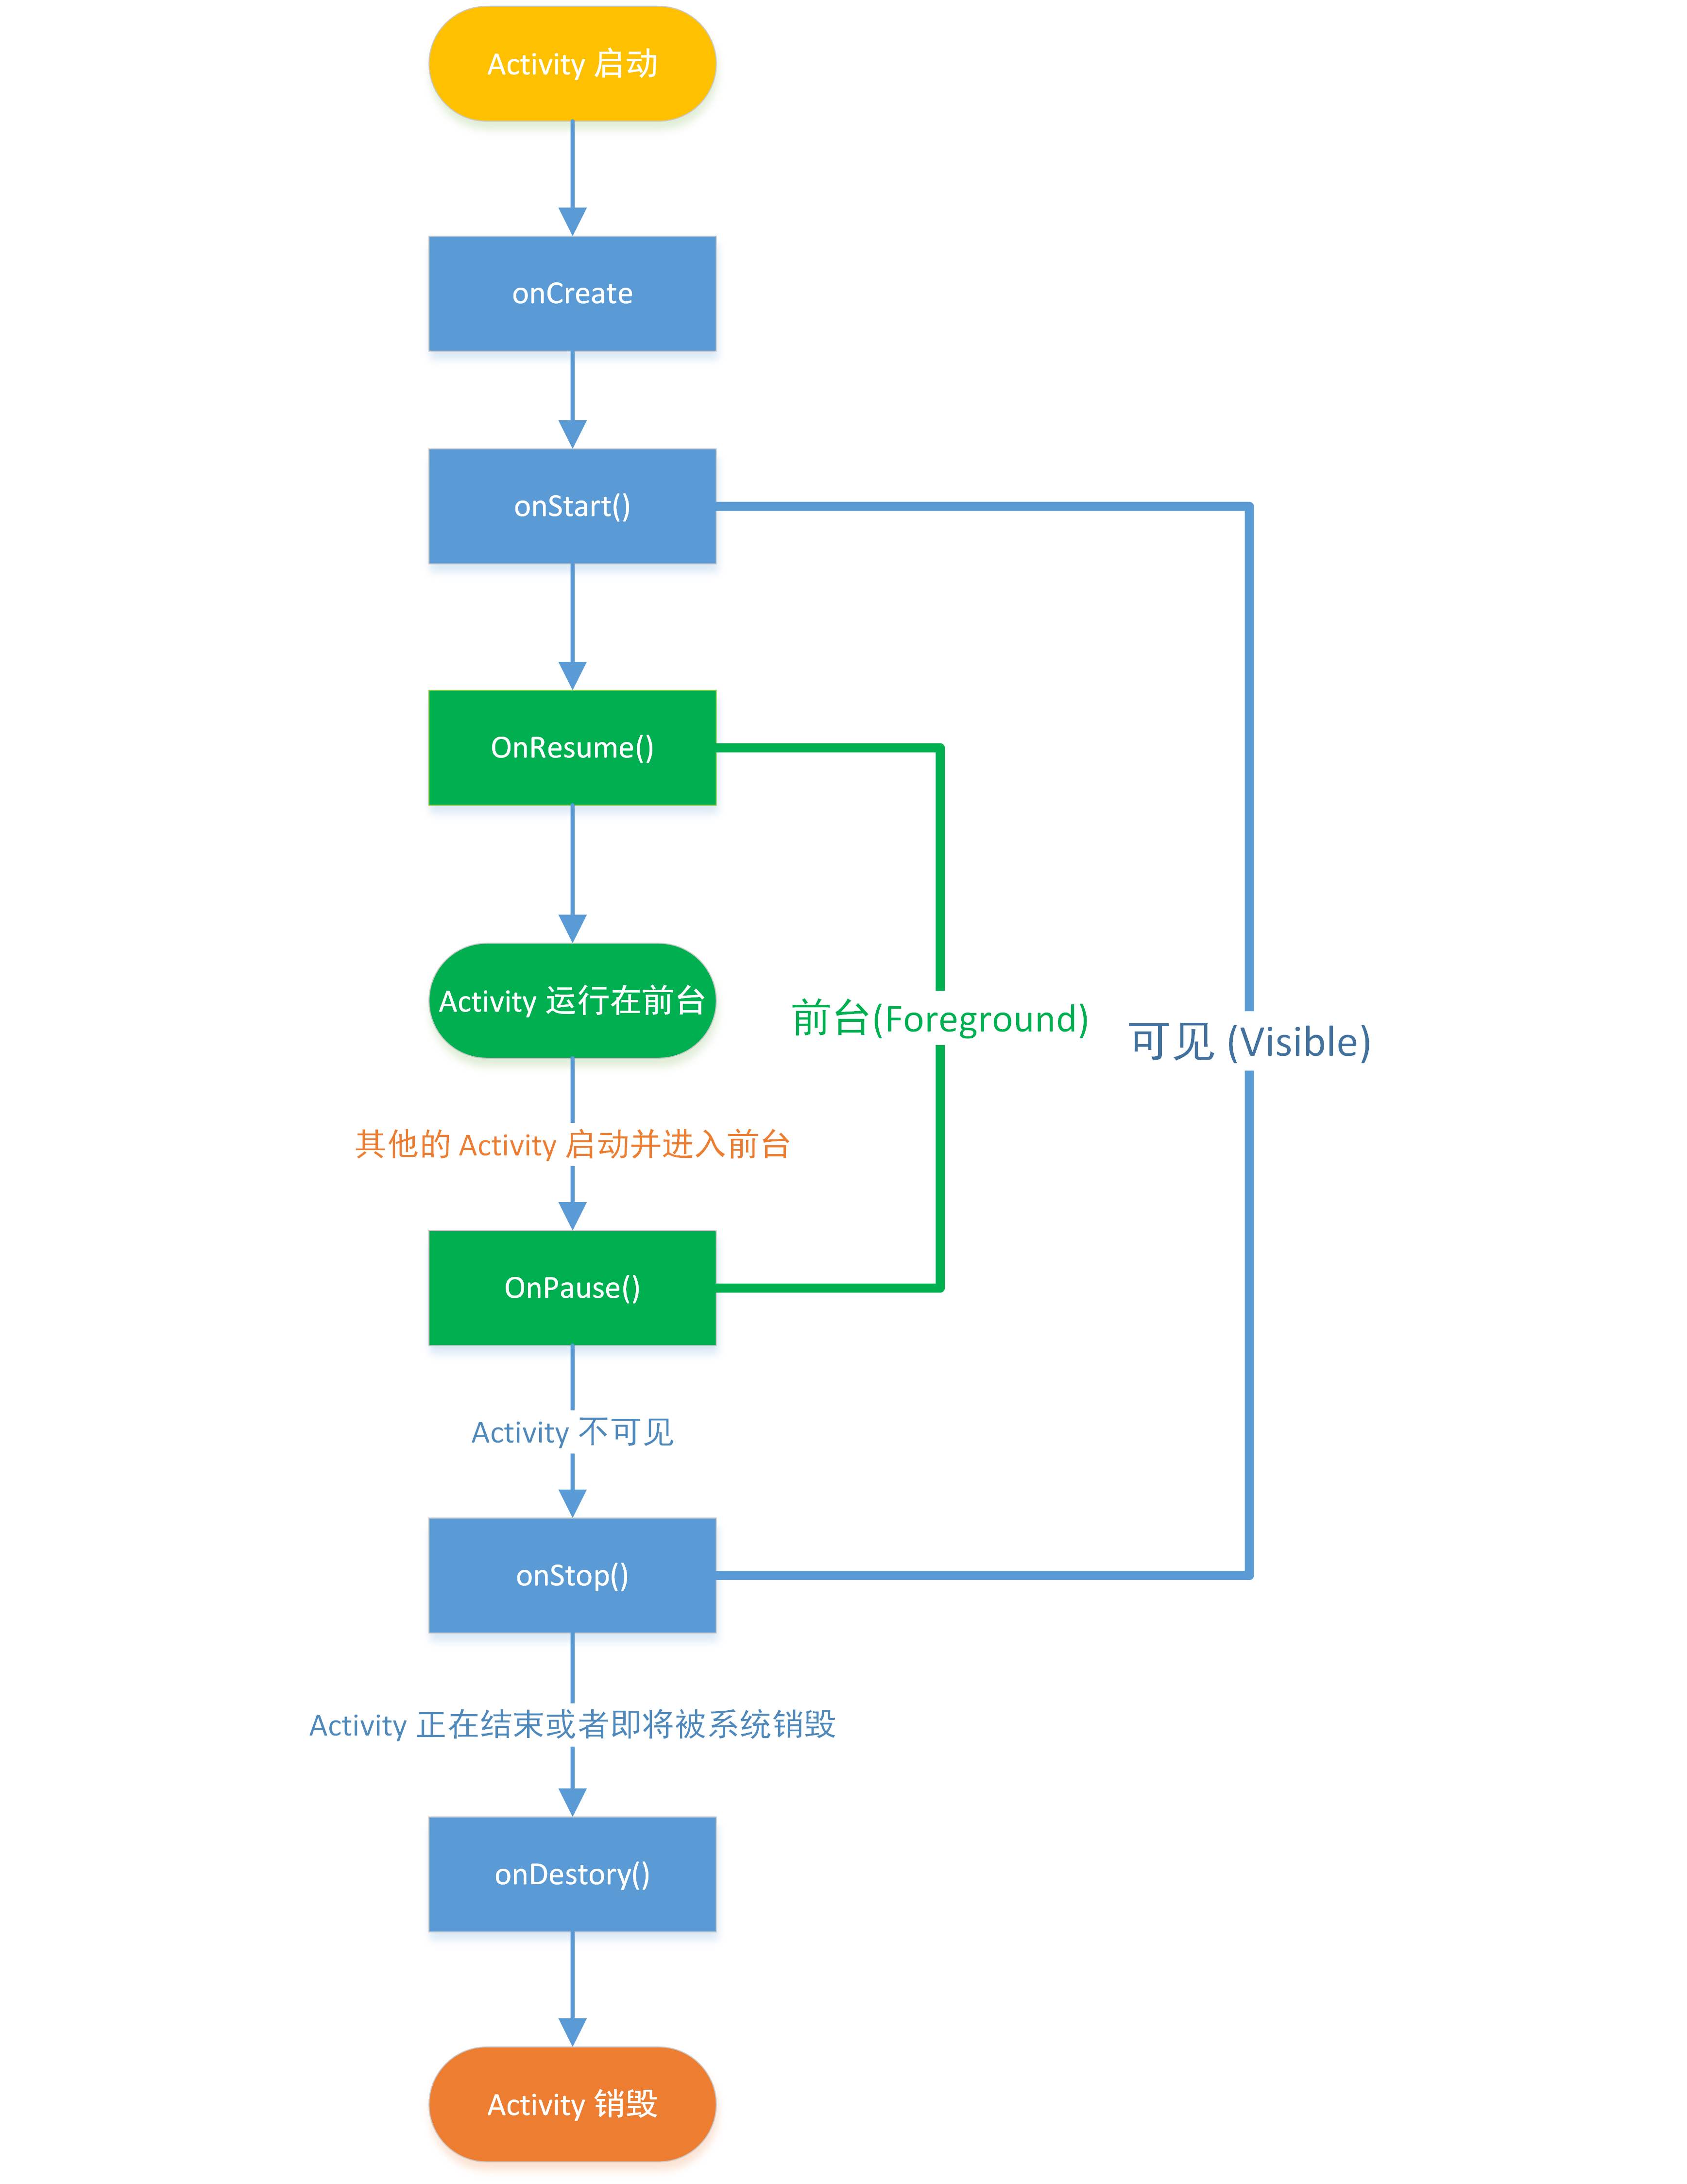 Activity 启动
onCreate
onStart()
OnResume()
Activity 运行在前台
前台(Foreground)
可见 (Visible)
其他的 Activity 启动并进入前台
OnPause()
Activity 不可见
onStop()
Activity 正在结束或者即将被系统销毁
onDestory()
Activity 销毁